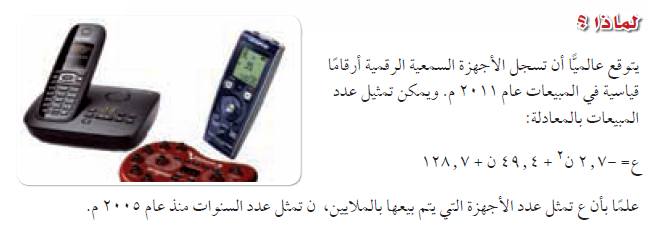 لماذا؟
يتوقع عالميًّا أن تسجل الأجهزة السمعية الرقمية أرقامًا
قياسية في المبيعات عام ٢٠١١ م. ويمكن تمثيل عدد
المبيعات بالمعادلة:
ع= -٢,٧ ن٢ + ٤٩,٤ ن + ١٢٨,٧
علمًا بأن ع تمثل عدد الأجهزة التي يتم بيعها بالملايين، ن تمثل عدد السنوات منذ عام ٢٠٠٥ م.